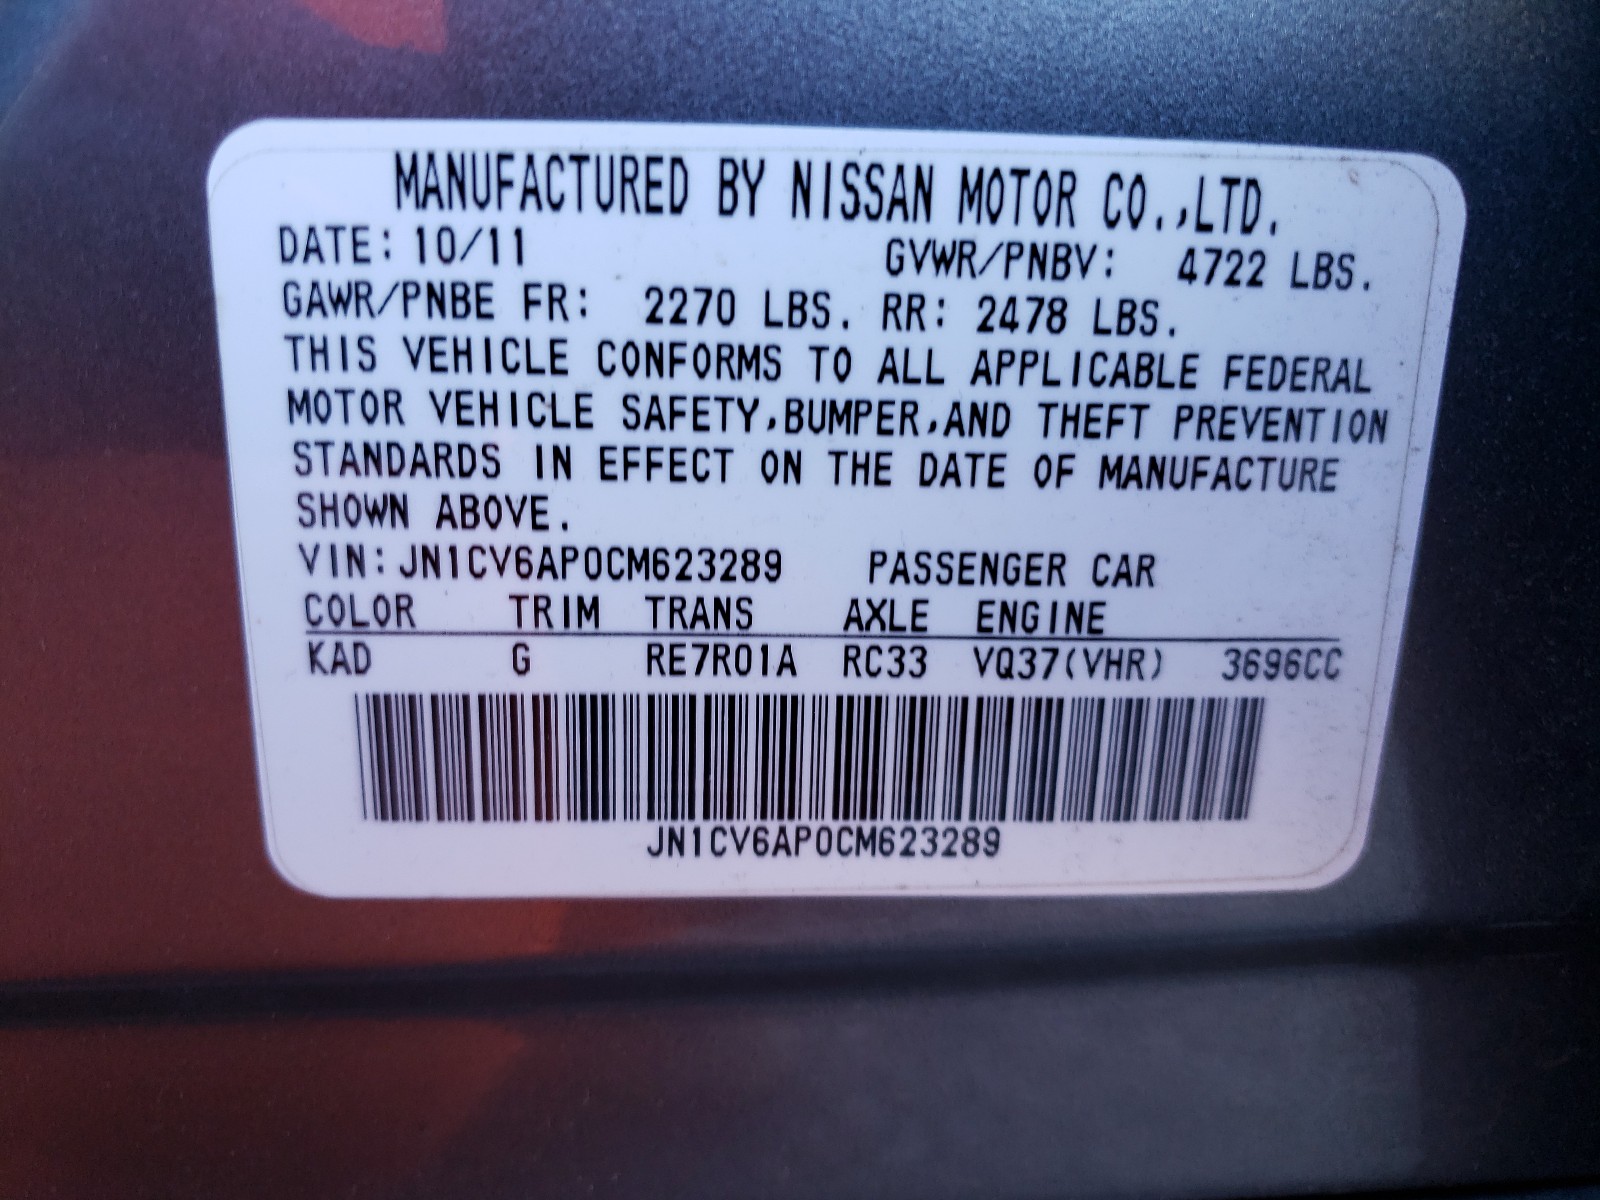 MANUFACTURED BY NISSAN MOTOR CO.,LTD.
DATE: 10/11 GVWR/PNBV: 4722 LBS.
GAWR/PNBE FR: 2270 LBS. RR: 2478 LBS.
THIS VEHICLE CONFORMS TO ALL APPLICABLE FEDERAL
MOTOR VEHICLE SAFETY,BUMPER,AND THEFT PREVENTION
STANDARDS IN EFFECT ON THE DATE OF MANUFACTURE
SHOWN ABOVE.
VIN:JN1CV6AP0CM623289 PASSENGER CAR
COLOR TRIM TRANS AXLE ENGINE
KAD G RE7R01A RC33 VQ37(VHR) 3696CC
JN1CV6AP0CM623289